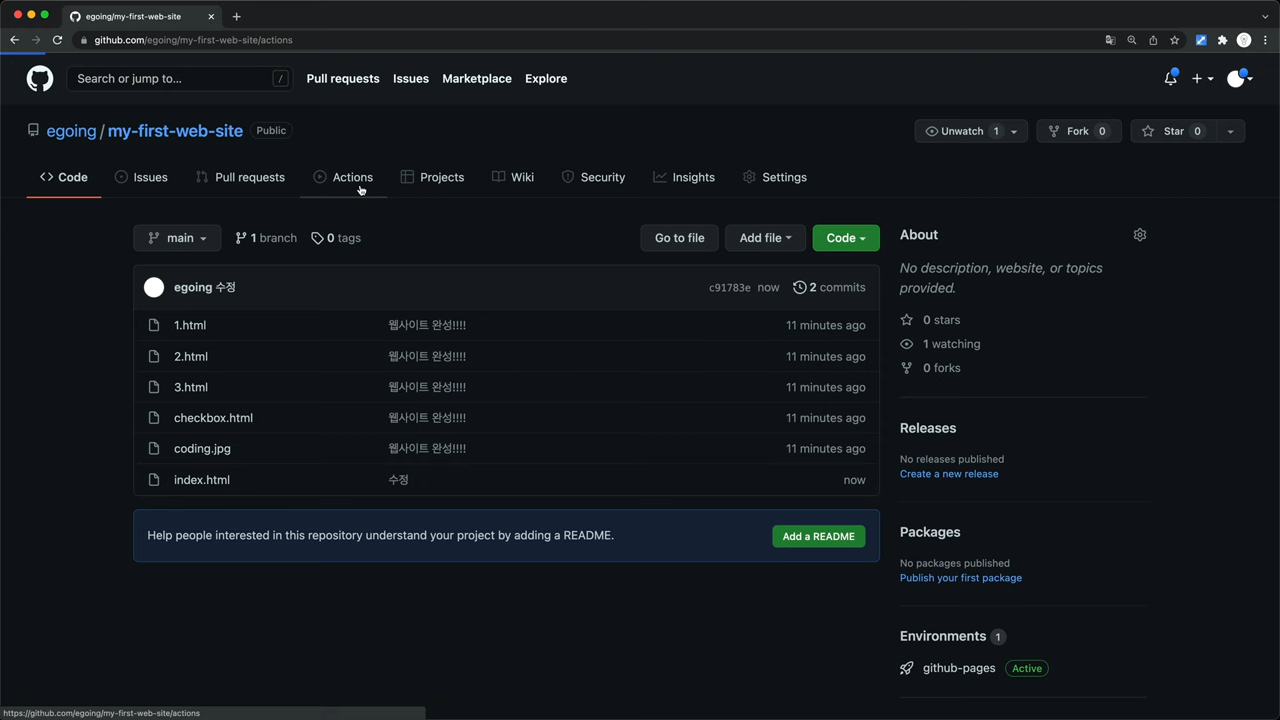 egoing/my-first-web-site
github.com/egoing/my-first-web-site/actions
Search or jump to... /
Pull requests
Issues
Marketplace
Explore
egoing / my-first-web-site Public
Unwatch 1
Fork 0
Star 0
Code
Issues
Pull requests
Actions
Projects
Wiki
Security
Insights
Settings
main
1 branch
0 tags
Go to file
Add file
Code
egoing 수정 c91783e now 2 commits
1.html 웹사이트 완성!!!! 11 minutes ago
2.html 웹사이트 완성!!!! 11 minutes ago
3.html 웹사이트 완성!!!! 11 minutes ago
checkbox.html 웹사이트 완성!!!! 11 minutes ago
coding.jpg 웹사이트 완성!!!! 11 minutes ago
index.html 수정 now
Help people interested in this repository understand your project by adding a README.
Add a README
About
No description, website, or topics
provided.
0 stars
1 watching
0 forks
Releases
No releases published
Create a new release
Packages
No packages published
Publish your first package
Environments 1
github-pages Active
https://github.com/egoing/my-first-web-site/actions